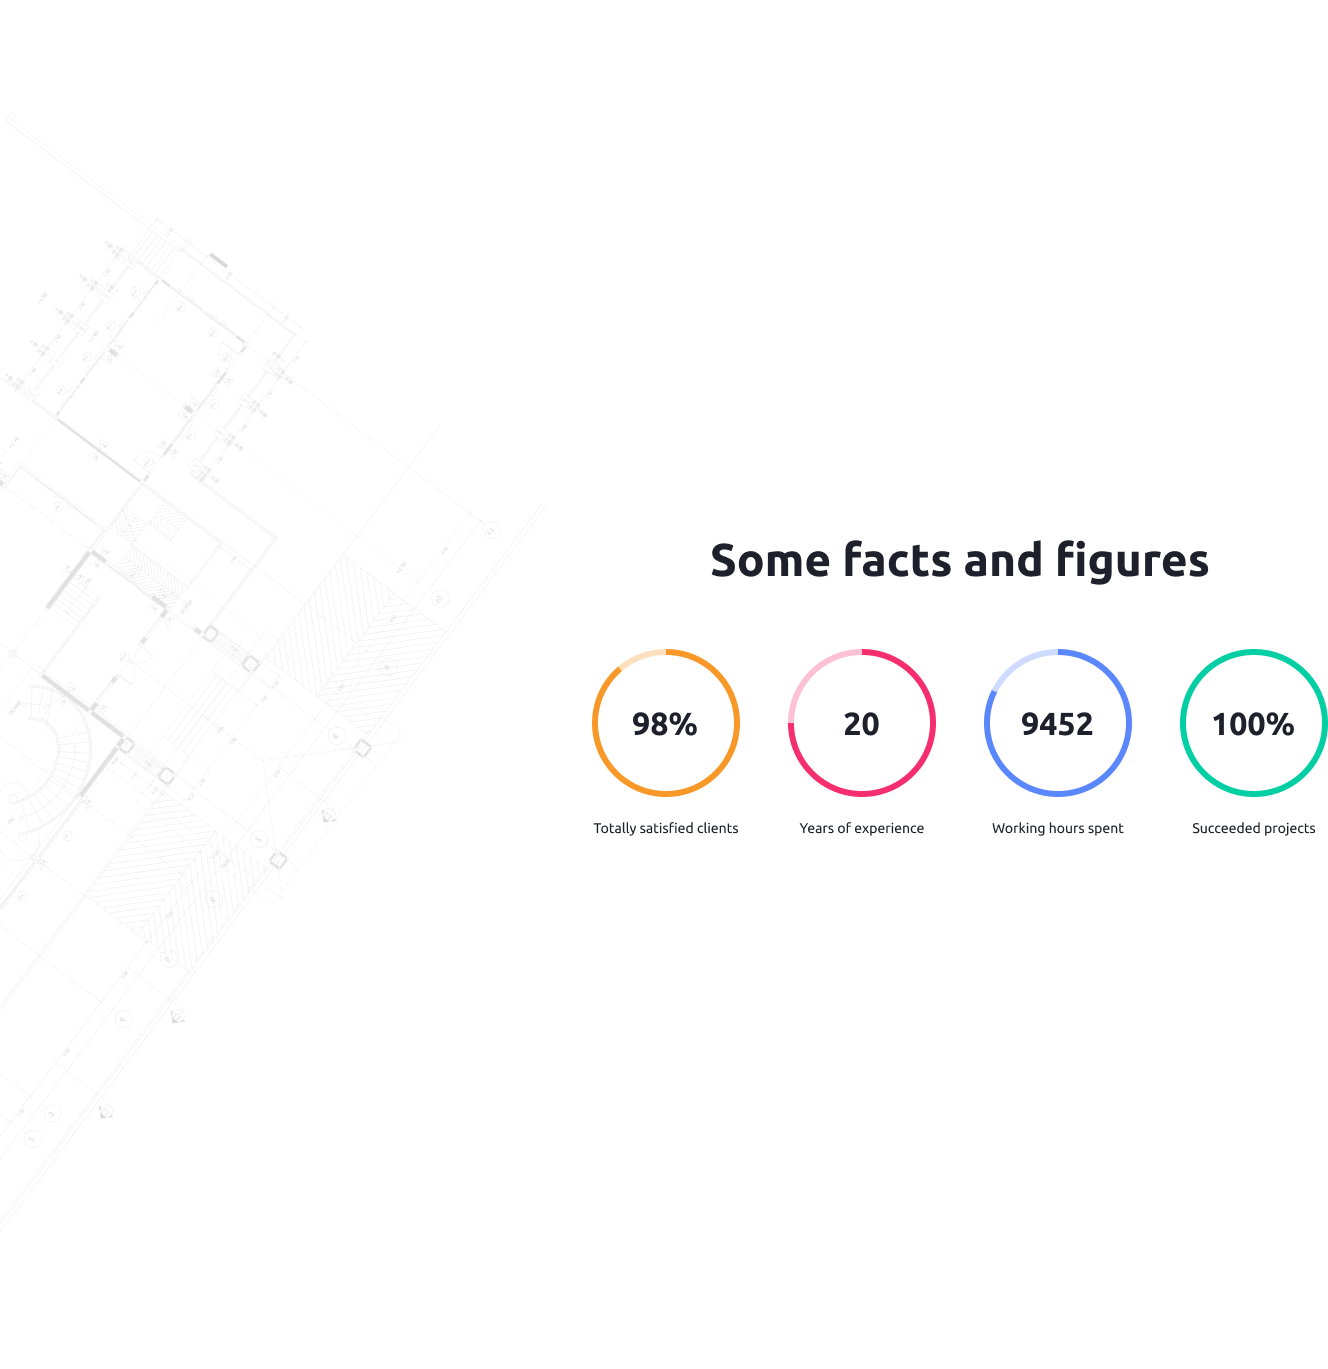 Some facts and figures
98%
20
9452
100%
Totally satisfied clients
Years of experience
Working hours spent
Succeeded projects